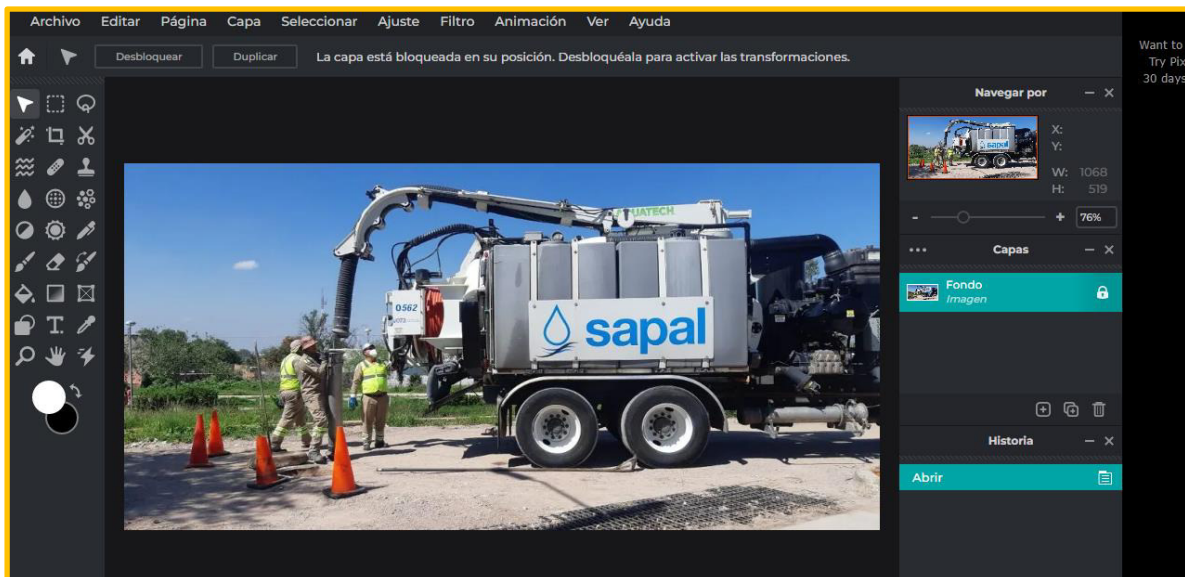 Archivo Editar Página Capa Seleccionar Ajuste Filtro Animación Ver Ayuda
Desbloquear Duplicar La capa está bloqueada en su posición. Desbloquéala para activar las transformaciones.
Want to
Try Pix
30 days
Navegar por
X:
Y:
W: 1068
H: 519
- + 76%
Capas
Fondo
Imagen
Historia
Abrir
0562
sapal